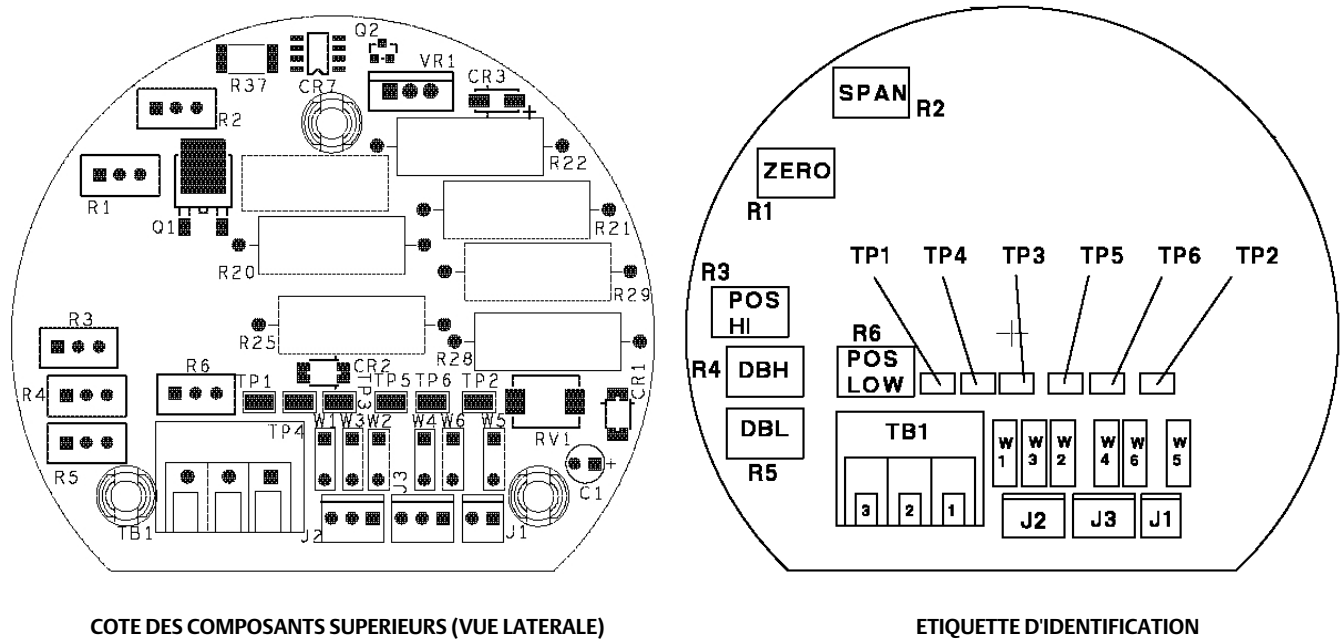 Q2
VR1
CR3
R37
CR7
+
R2
R22
R1
Q1
R21
R20
R29
R3
R25
R28
CR2
CR1
R6
TP1
TP3
TP5
TP6
TP2
R4
TP4
W1
W3
W2
W4
W6
W5
RV1
R5
J3
+
C1
TB1
J2
J1
COTE DES COMPOSANTS SUPERIEURS (VUE LATERALE)
SPAN
R2
ZERO
R1
TP1 TP4 TP3 TP5 TP6 TP2
R3
POS
HI
R6
R4
DBH
POS
LOW
DBL
R5
TB1
W
1
W
3
W
2
W
4
W
6
W
5
3 2 1
J2 J3 J1
ETIQUETTE D'IDENTIFICATION